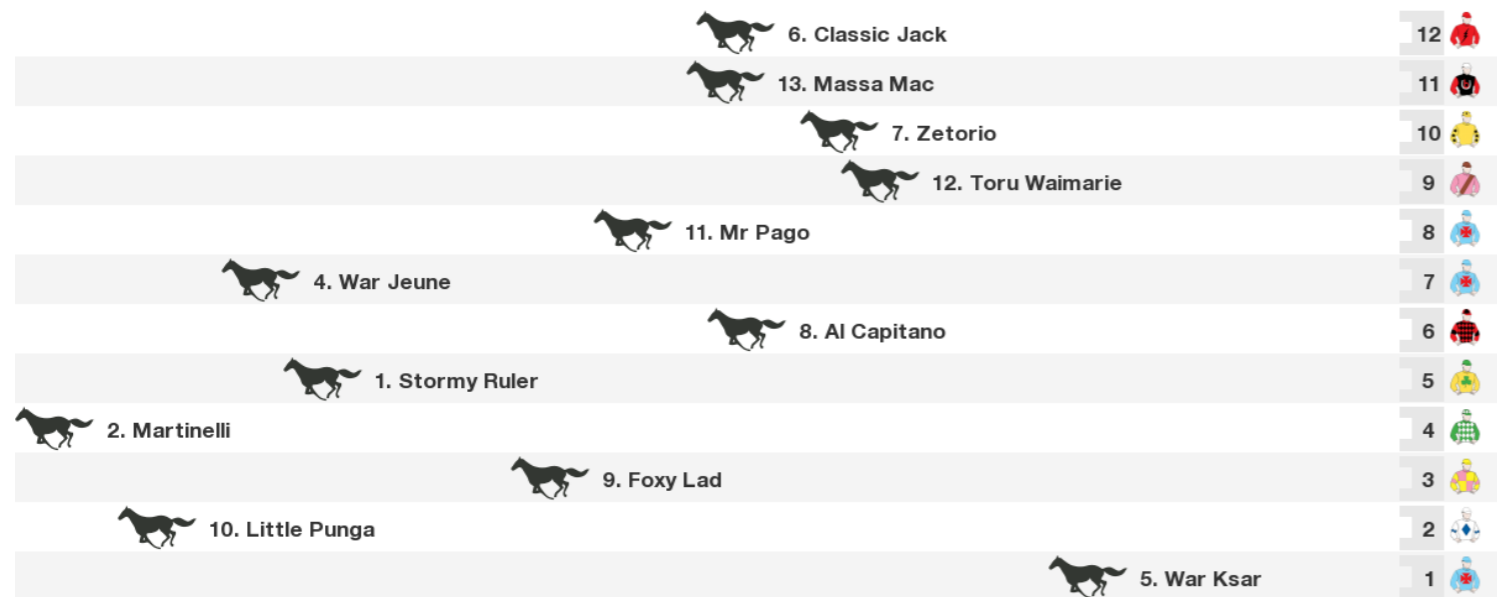 6. Classic Jack 12
13. Massa Mac 11
7. Zetorio 10
12. Toru Waimarie 9
11. Mr Pago 8
4. War Jeune 7
8. Al Capitano 6
1. Stormy Ruler 5
2. Martinelli 4
9. Foxy Lad 3
10. Little Punga 2
5. War Ksar 1